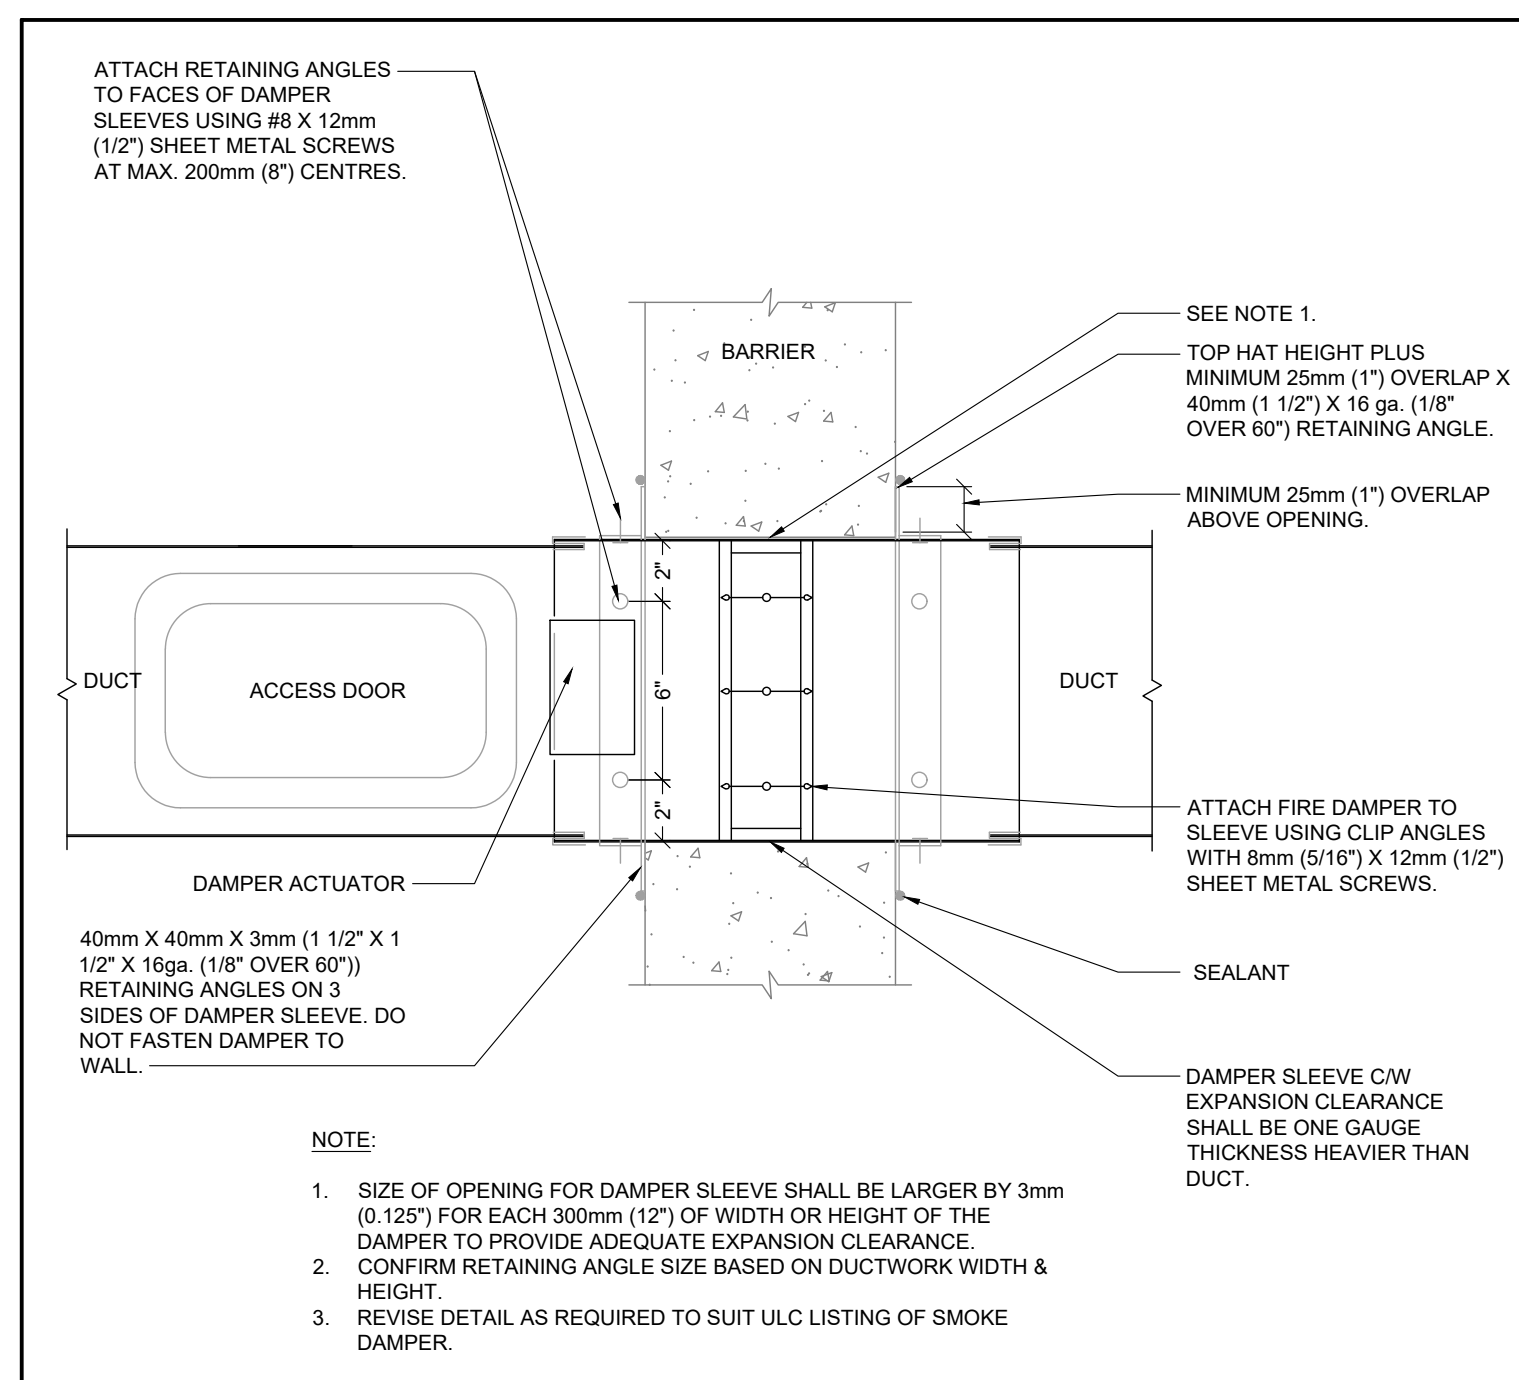 ATTACH RETAINING ANGLES
TO FACES OF DAMPER
SLEEVES USING #8 X 12mm
(1/2") SHEET METAL SCREWS
AT MAX. 200mm (8") CENTRES.
BARRIER
SEE NOTE 1.
TOP HAT HEIGHT PLUS
MINIMUM 25mm (1") OVERLAP X
40mm (1 1/2") X 16 ga. (1/8"
OVER 60") RETAINING ANGLE.
MINIMUM 25mm (1") OVERLAP
ABOVE OPENING.
2"
6"
2"
DUCT
ACCESS DOOR
DUCT
ATTACH FIRE DAMPER TO
SLEEVE USING CLIP ANGLES
WITH 8mm (5/16") X 12mm (1/2")
SHEET METAL SCREWS.
DAMPER ACTUATOR
40mm X 40mm X 3mm (1 1/2" X 1
1/2" X 16ga. (1/8" OVER 60"))
RETAINING ANGLES ON 3
SIDES OF DAMPER SLEEVE. DO
NOT FASTEN DAMPER TO
WALL.
SEALANT
DAMPER SLEEVE C/W
EXPANSION CLEARANCE
SHALL BE ONE GAUGE
THICKNESS HEAVIER THAN
DUCT.
NOTE:
1. SIZE OF OPENING FOR DAMPER SLEEVE SHALL BE LARGER BY 3mm
(0.125") FOR EACH 300mm (12") OF WIDTH OR HEIGHT OF THE
DAMPER TO PROVIDE ADEQUATE EXPANSION CLEARANCE.
2. CONFIRM RETAINING ANGLE SIZE BASED ON DUCTWORK WIDTH &
HEIGHT.
3. REVISE DETAIL AS REQUIRED TO SUIT ULC LISTING OF SMOKE
DAMPER.